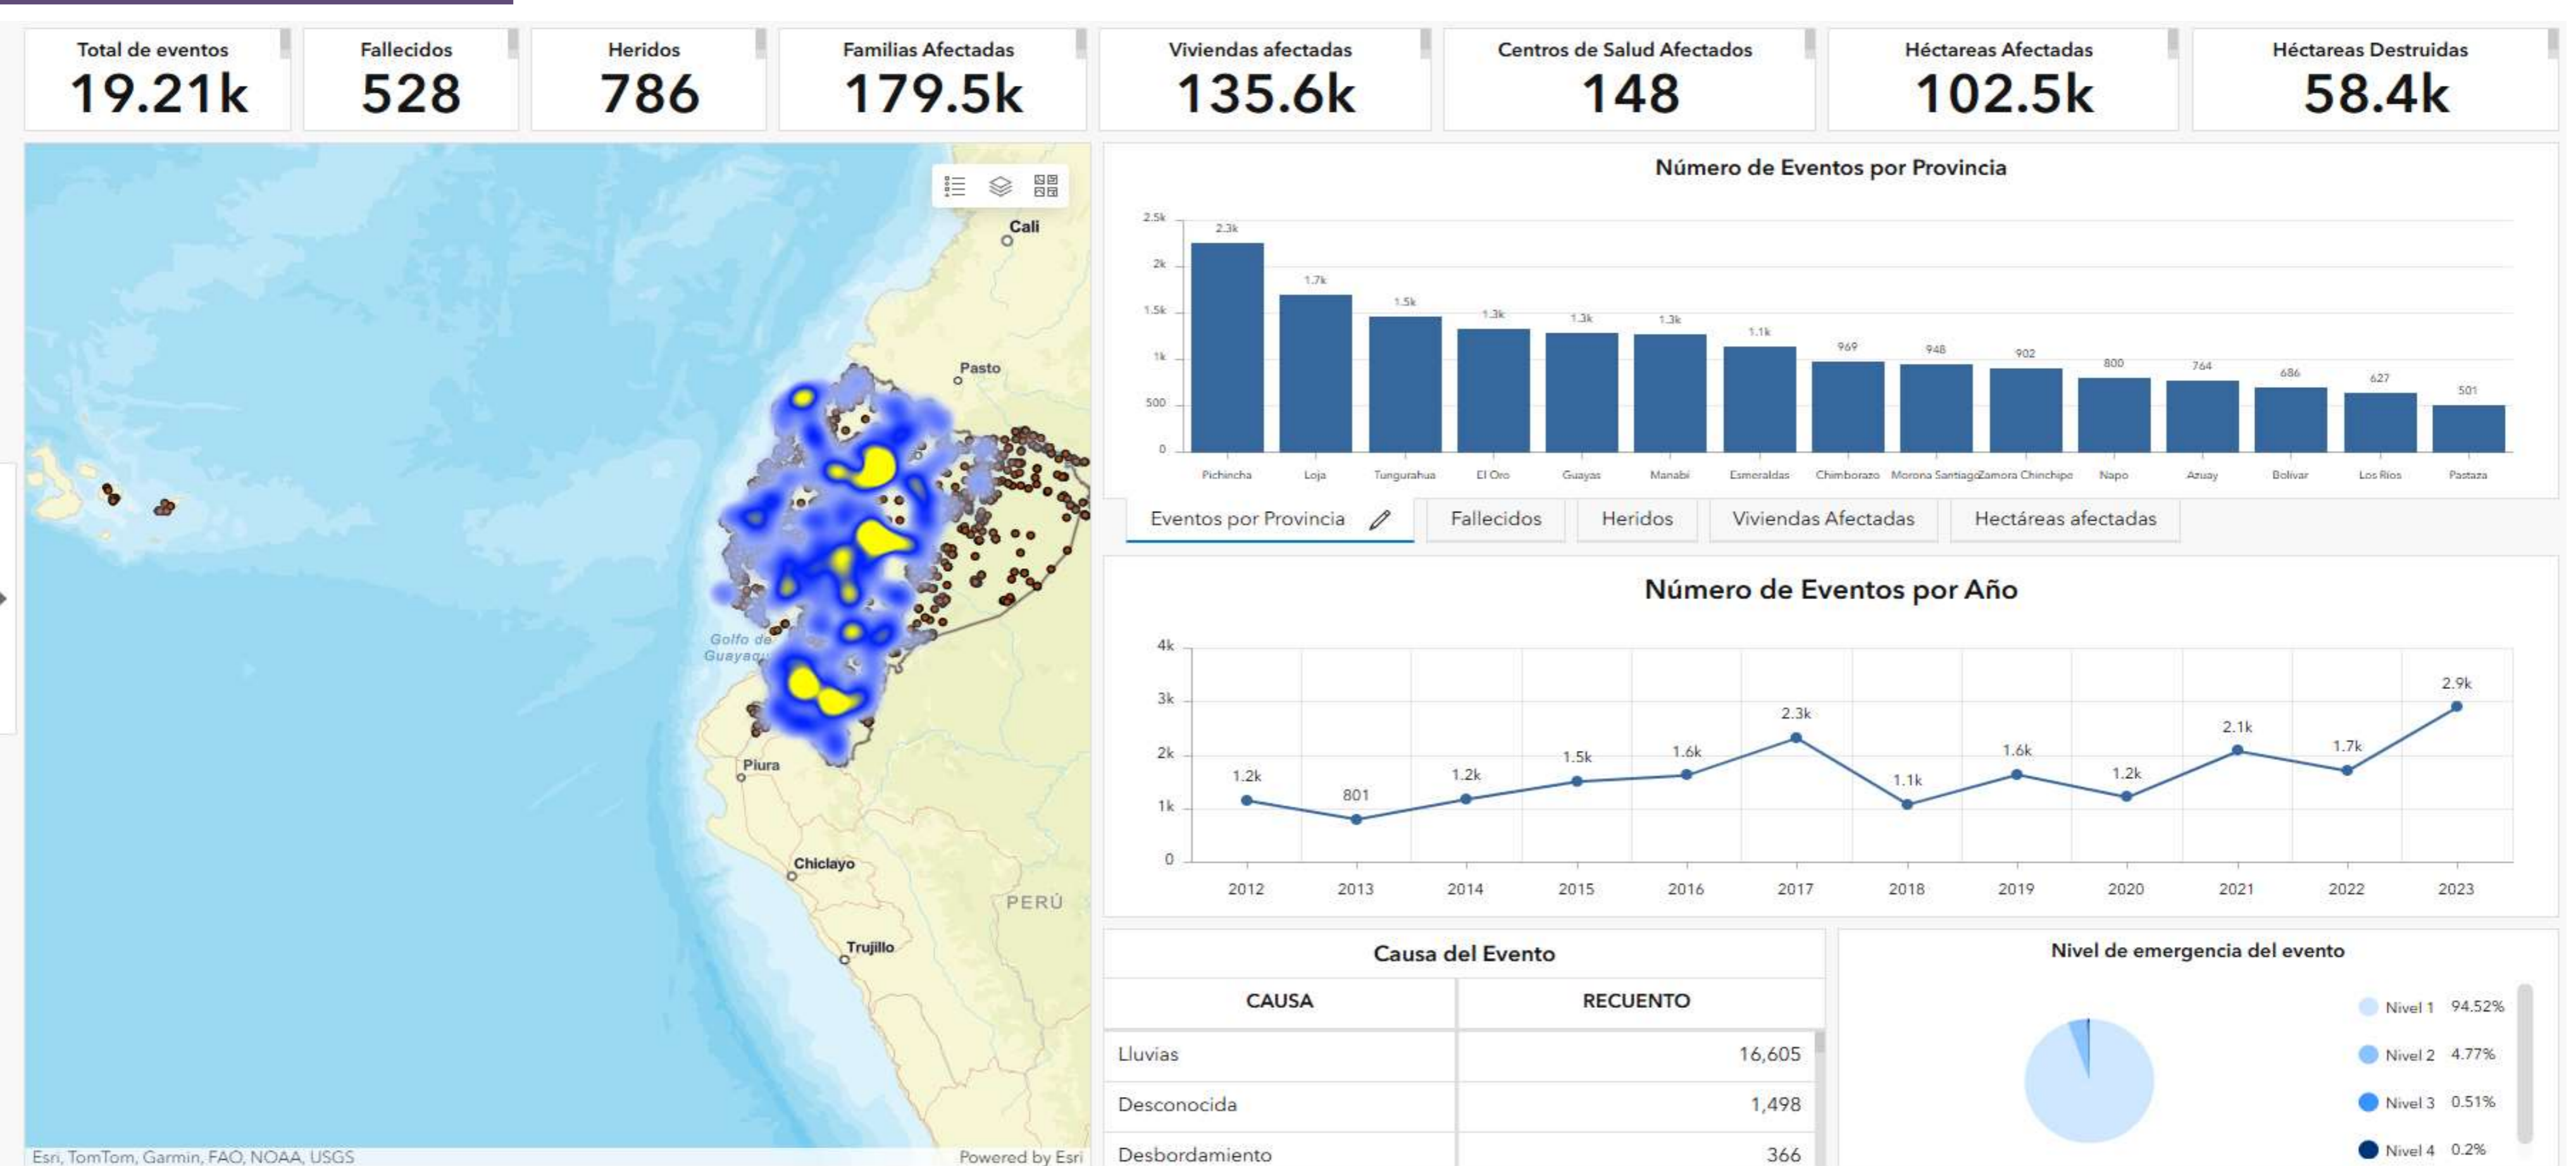 Total de eventos
19.21k
Fallecidos
528
Heridos
786
Familias Afectadas
179.5k
Viviendas afectadas
135.6k
Centros de Salud Afectados
148
Héctareas Afectadas
102.5k
Héctareas Destruidas
58.4k
Cali
Pasto
Golfo de
Guayaqu
Piura
Chiclayo
PERÚ
Trujillo
Esri, TomTom, Garmin, FAO, NOAA, USGS
Powered by Esri
Número de Eventos por Provincia
2.5k
2k
1.5k
1k
500
0
2.3k
1.7k
1.5k
1.3k
1.3k
1.3k
1.1k
969
948
902
800
764
686
627
501
Pichincha
Loja
Tungurahua
El Oro
Guayas
Manabí
Esmeraldas
Chimborazo
Morona Santiago
Zamora Chinchipe
Napo
Azuay
Bolívar
Los Ríos
Pastaza
Eventos por Provincia
Fallecidos
Heridos
Viviendas Afectadas
Hectáreas afectadas
Número de Eventos por Año
4k
3k
2k
1k
0
1.2k
801
1.2k
1.5k
1.6k
2.3k
1.1k
1.6k
1.2k
2.1k
1.7k
2.9k
2012
2013
2014
2015
2016
2017
2018
2019
2020
2021
2022
2023
Causa del Evento
CAUSA RECUENTO
Lluvias 16,605
Desconocida 1,498
Desbordamiento 366
Nivel de emergencia del evento
Nivel 1 94.52%
Nivel 2 4.77%
Nivel 3 0.51%
Nivel 4 0.2%